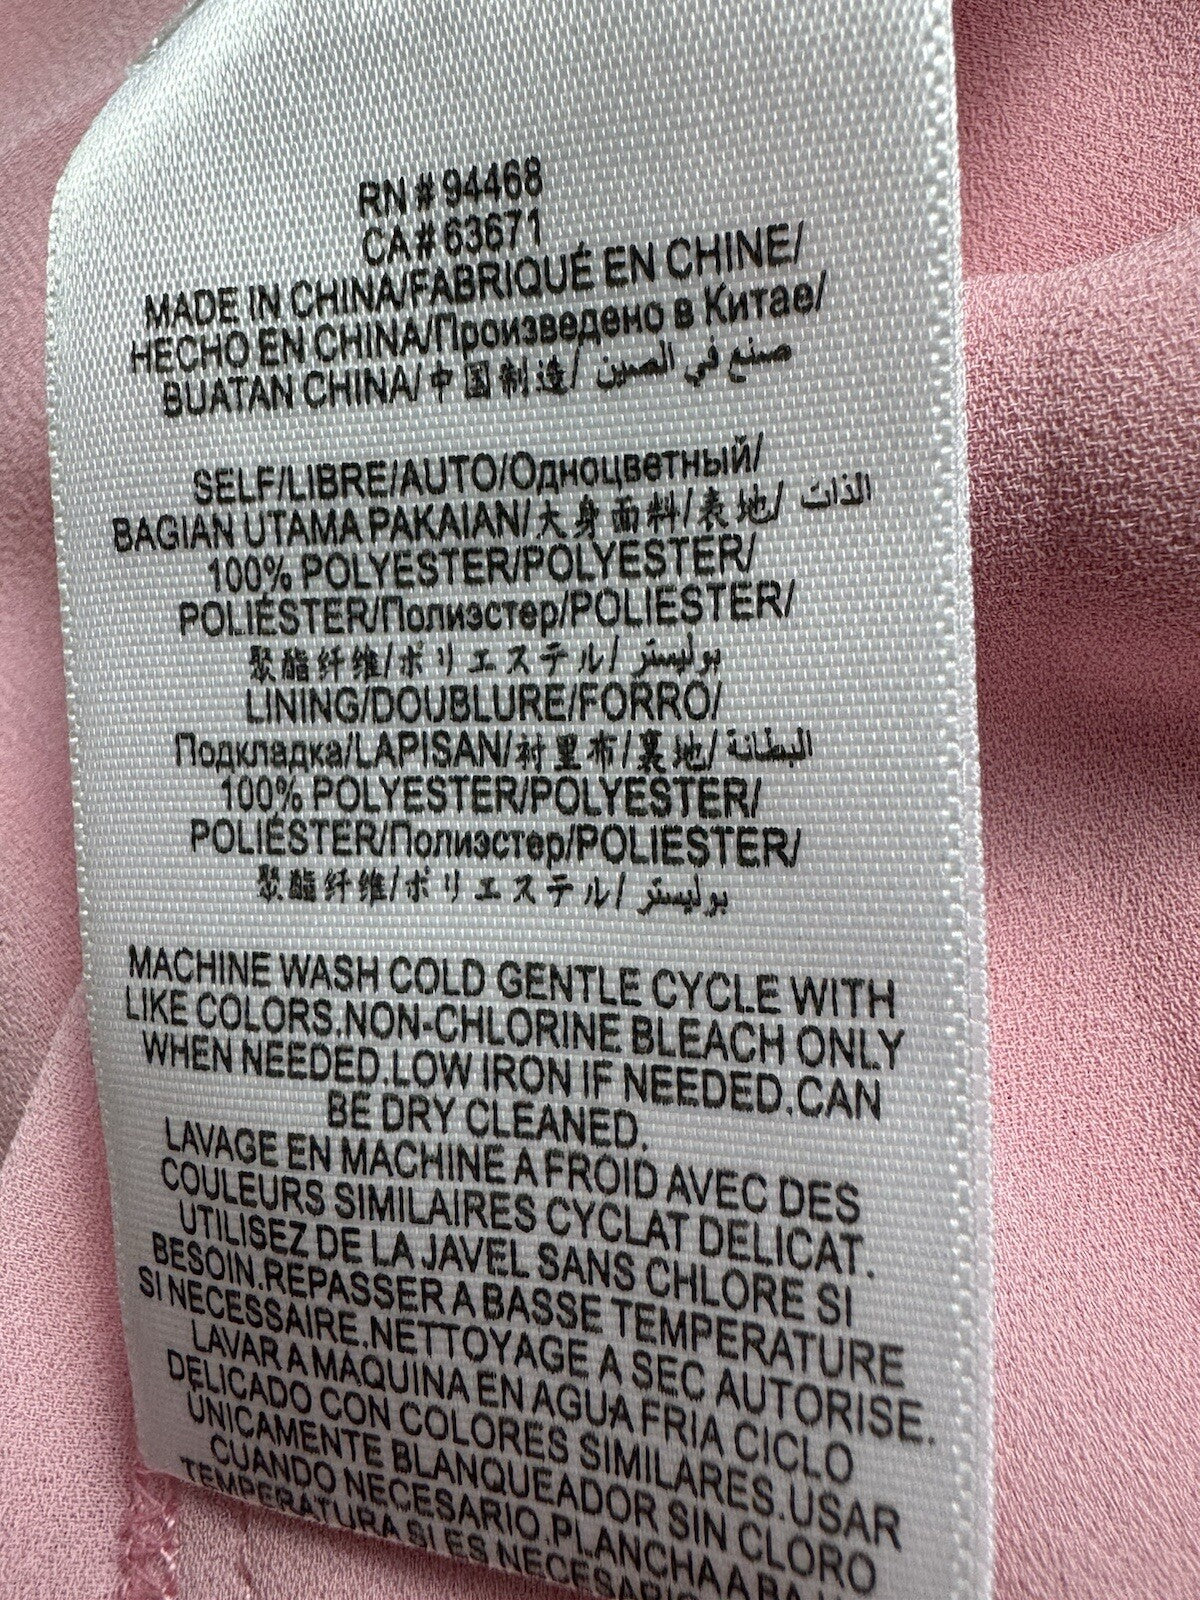 RN # 94468
CA# 63671
MADE IN CHINA/FABRIQUÉ EN CHINE/
HECHO EN CHINA/Произведено в Китае/
BUATAN CHINA/中国制造/ صنع في الصين
SELF/LIBRE/AUTO/Одноцветный/
BAGIAN UTAMA PAKAIAN/大身面料/表地/ الذات
100% POLYESTER/POLYESTER/
POLIÉSTER/Полиэстер/POLIESTER/
聚酯纤维/ポリエステル/ بوليستر
LINING/DOUBLURE/FORRO/
Подкладка/LAPISAN/衬里布/裏地/ البطانة
100% POLYESTER/POLYESTER/
POLIÉSTER/Полиэстер/POLIESTER/
聚酯纤维/ポリエステル/ بوليستر
MACHINE WASH COLD GENTLE CYCLE WITH
LIKE COLORS.NON-CHLORINE BLEACH ONLY
WHEN NEEDED.LOW IRON IF NEEDED.CAN
BE DRY CLEANED.
LAVAGE EN MACHINE A FROID AVEC DES
COULEURS SIMILAIRES CYCLAT DELICAT.
UTILISEZ DE LA JAVEL SANS CHLORE SI
BESOIN.REPASSER A BASSE TEMPERATURE
SI NECESSAIRE.NETTOYAGE A SEC AUTORISE.
LAVAR A MAQUINA EN AGUA FRIA CICLO
DELICADO CON COLORES SIMILARES.USAR
ÚNICAMENTE BLANQUEADOR SIN CLORO
CUANDO NECESARIO.PLANCHA A BAJA
TEMPERATURA SI ES NECESARIO